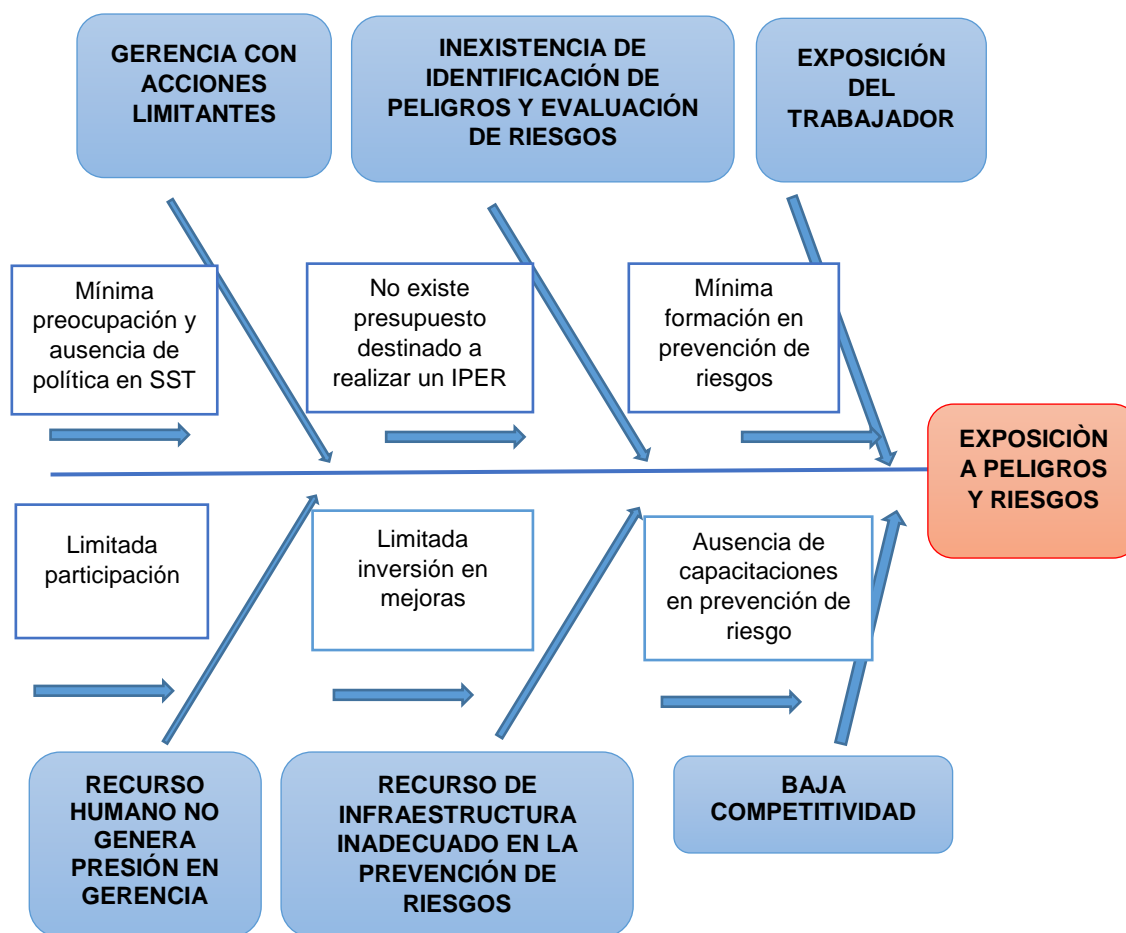 GERENCIA CON
ACCIONES
LIMITANTES
INEXISTENCIA DE
IDENTIFICACIÓN DE
PELIGROS Y EVALUACIÓN
DE RIESGOS
EXPOSICIÓN
DEL
TRABAJADOR
Mínima
preocupación y
ausencia de
política en SST
No existe
presupuesto
destinado a
realizar un IPER
Mínima
formación en
prevención de
riesgos
EXPOSICIÒN
A PELIGROS
Y RIESGOS
Limitada
participación
Limitada
inversión en
mejoras
Ausencia de
capacitaciones
en prevención de
riesgo
RECURSO
HUMANO NO
GENERA
PRESIÓN EN
GERENCIA
RECURSO DE
INFRAESTRUCTURA
INADECUADO EN LA
PREVENCIÓN DE
RIESGOS
BAJA
COMPETITIVIDAD